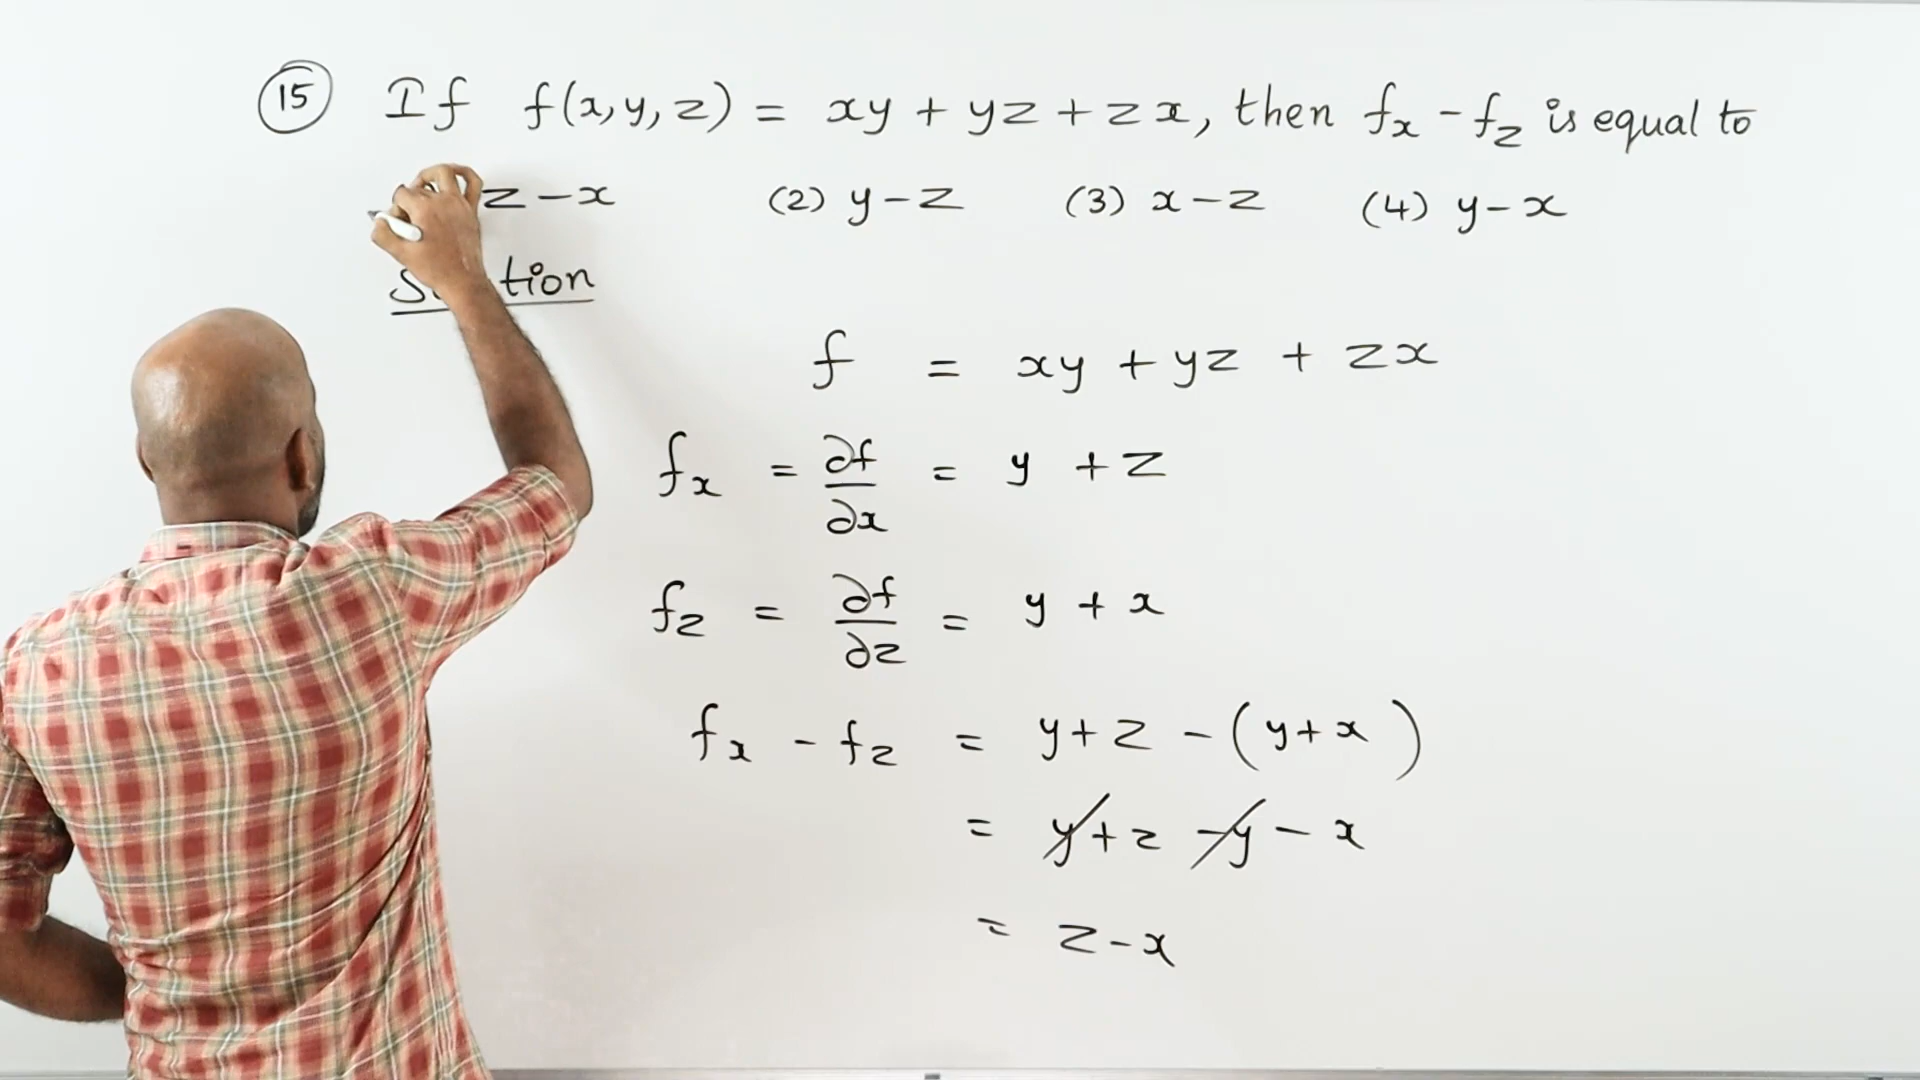 15 If f(x,y,z) = xy + yz + zx, then fx - fz is equal to
z - x (2) y - z (3) x - z (4) y - x
f = xy + yz + zx
fx = ∂f/∂x = y + z
fz = ∂f/∂z = y + x
fx - fz = y + z - (y + x)
= y + z - y - x
= z - x